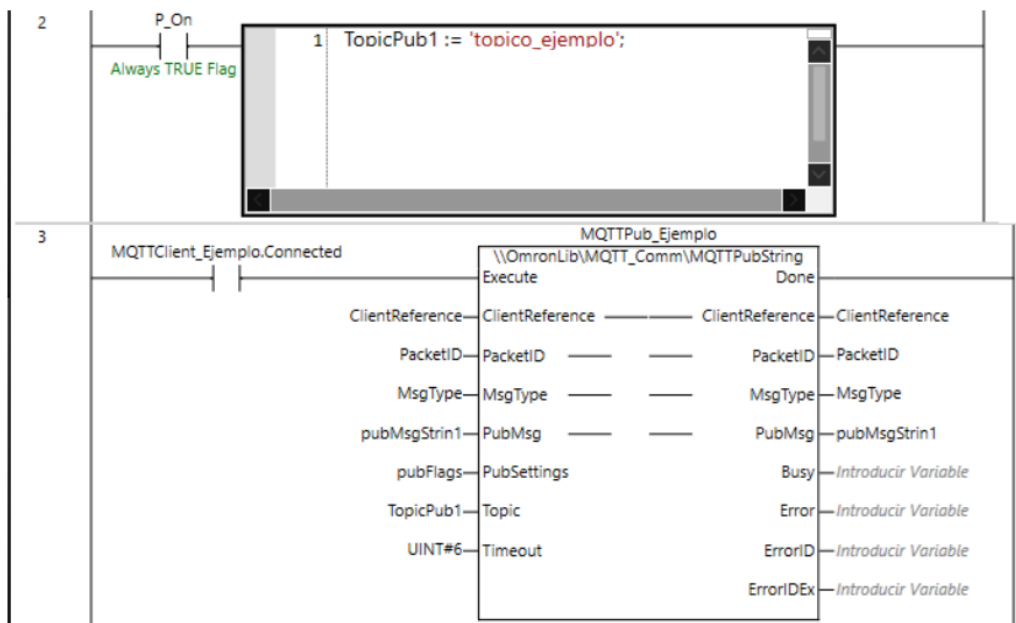 2
P_On
Always TRUE Flag
1 TopicPub1 := 'topico_ejemplo';
3
MQTTClient_Ejemplo.Connected
MQTTPub_Ejemplo
\\OmronLib\MQTT_Comm\MQTTPubString
Execute Done
ClientReference ClientReference ClientReference ClientReference
PacketID PacketID PacketID PacketID
MsgType MsgType MsgType MsgType
pubMsgStrin1 PubMsg PubMsg pubMsgStrin1
pubFlags PubSettings Busy Introducir Variable
TopicPub1 Topic Error Introducir Variable
UINT#6 Timeout ErrorID Introducir Variable
ErrorIDEx Introducir Variable